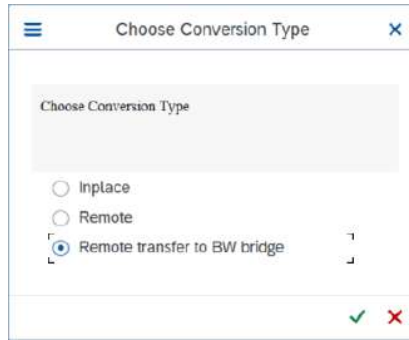 Choose Conversion Type
Choose Conversion Type
Inplace
Remote
Remote transfer to BW bridge